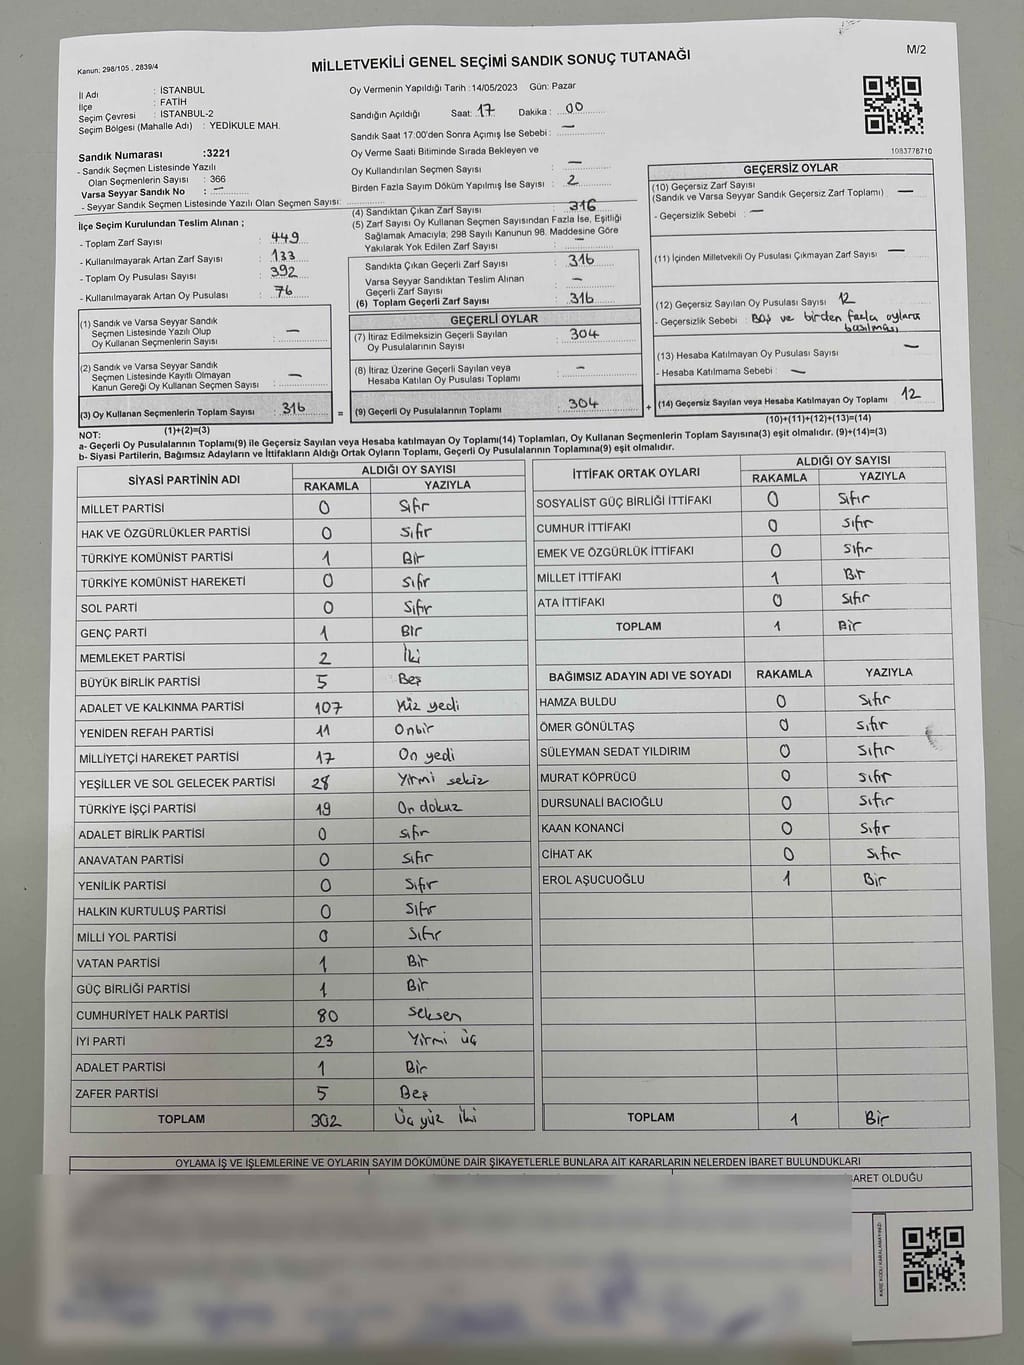 M/2
Kanun: 298/105 , 2839/4
MİLLETVEKİLİ GENEL SEÇİMİ SANDIK SONUÇ TUTANAĞI
İl Adı : İSTANBUL
İlçe : FATİH
Seçim Çevresi : İSTANBUL-2
Seçim Bölgesi (Mahalle Adı) : YEDİKULE MAH.
Sandık Numarası :3221
- Sandık Seçmen Listesinde Yazılı
Olan Seçmenlerin Sayısı : 366
Varsa Seyyar Sandık No : —
- Seyyar Sandık Seçmen Listesinde Yazılı Olan Seçmen Sayısı:
Oy Vermenin Yapıldığı Tarih :14/05/2023 Gün: Pazar
Sandığın Açıldığı Saat: 17 Dakika : 00
Sandık Saat 17:00'den Sonra Açımış İse Sebebi : —
Oy Verme Saati Bitiminde Sırada Bekleyen ve
Oy Kullandırılan Seçmen Sayısı : —
Birden Fazla Sayım Döküm Yapılmış İse Sayısı : 2
1083778710
İlçe Seçim Kurulundan Teslim Alınan ;
- Toplam Zarf Sayısı : 449
- Kullanılmayarak Artan Zarf Sayısı : 133
- Toplam Oy Pusulası Sayısı : 392
- Kullanılmayarak Artan Oy Pusulası : 76
(1) Sandık ve Varsa Seyyar Sandık
Seçmen Listesinde Yazılı Olup
Oy Kullanan Seçmenlerin Sayısı : —
(2) Sandık ve Varsa Seyyar Sandık
Seçmen Listesinde Kayıtlı Olmayan
Kanun Gereği Oy Kullanan Seçmen Sayısı : —
(3) Oy Kullanan Seçmenlerin Toplam Sayısı : 316
(1)+(2)=(3)
(4) Sandıktan Çıkan Zarf Sayısı : 316
(5) Zarf Sayısı Oy Kullanan Seçmen Sayısından Fazla İse, Eşitliği
Sağlamak Amacıyla; 298 Sayılı Kanunun 98. Maddesine Göre
Yakılarak Yok Edilen Zarf Sayısı : —
Sandıkta Çıkan Geçerli Zarf Sayısı : 316
Varsa Seyyar Sandıktan Teslim Alınan
Geçerli Zarf Sayısı : —
(6) Toplam Geçerli Zarf Sayısı : 316
GEÇERLİ OYLAR
(7) İtiraz Edilmeksizin Geçerli Sayılan
Oy Pusulalarının Sayısı : 304
(8) İtiraz Üzerine Geçerli Sayılan veya
Hesaba Katılan Oy Pusulası Toplamı : —
= (9) Geçerli Oy Pusulalarının Toplamı : 304
GEÇERSİZ OYLAR
(10) Geçersiz Zarf Sayısı
(Sandık ve Varsa Seyyar Sandık Geçersiz Zarf Toplamı) —
- Geçersizlik Sebebi : —
(11) İçinden Milletvekili Oy Pusulası Çıkmayan Zarf Sayısı —
(12) Geçersiz Sayılan Oy Pusulası Sayısı 12
- Geçersizlik Sebebi : Boş ve birden fazla oylara
basılması
(13) Hesaba Katılmayan Oy Pusulası Sayısı —
- Hesaba Katılmama Sebebi : —
+ (14) Geçersiz Sayılan veya Hesaba Katılmayan Oy Toplamı 12
(10)+(11)+(12)+(13)=(14)
NOT:
a- Geçerli Oy Pusulalarının Toplamı(9) ile Geçersiz Sayılan veya Hesaba katılmayan Oy Toplamı(14) Toplamları, Oy Kullanan Seçmenlerin Toplam Sayısına(3) eşit olmalıdır. (9)+(14)=(3)
b- Siyasi Partilerin, Bağımsız Adayların ve İttifakların Aldığı Ortak Oyların Toplamı, Geçerli Oy Pusulalarının Toplamına(9) eşit olmalıdır.
SİYASİ PARTİNİN ADI ALDIĞI OY SAYISI
RAKAMLA YAZIYLA
MİLLET PARTİSİ 0 Sıfır
HAK VE ÖZGÜRLÜKLER PARTİSİ 0 Sıfır
TÜRKİYE KOMÜNİST PARTİSİ 1 Bir
TÜRKİYE KOMÜNİST HAREKETİ 0 Sıfır
SOL PARTİ 0 Sıfır
GENÇ PARTİ 1 Bir
MEMLEKET PARTİSİ 2 İki
BÜYÜK BİRLİK PARTİSİ 5 Beş
ADALET VE KALKINMA PARTİSİ 107 Yüz yedi
YENİDEN REFAH PARTİSİ 11 Onbir
MİLLİYETÇİ HAREKET PARTİSİ 17 On yedi
YEŞİLLER VE SOL GELECEK PARTİSİ 28 Yirmi sekiz
TÜRKİYE İŞÇİ PARTİSİ 19 On dokuz
ADALET BİRLİK PARTİSİ 0 Sıfır
ANAVATAN PARTİSİ 0 Sıfır
YENİLİK PARTİSİ 0 Sıfır
HALKIN KURTULUŞ PARTİSİ 0 Sıfır
MİLLİ YOL PARTİSİ 0 Sıfır
VATAN PARTİSİ 1 Bir
GÜÇ BİRLİĞİ PARTİSİ 1 Bir
CUMHURİYET HALK PARTİSİ 80 seksen
İYİ PARTİ 23 Yirmi üç
ADALET PARTİSİ 1 Bir
ZAFER PARTİSİ 5 Beş
TOPLAM 302 Üç yüz iki
İTTİFAK ORTAK OYLARI ALDIĞI OY SAYISI
RAKAMLA YAZIYLA
SOSYALİST GÜÇ BİRLİĞİ İTTİFAKI 0 Sıfır
CUMHUR İTTİFAKI 0 Sıfır
EMEK VE ÖZGÜRLÜK İTTİFAKI 0 Sıfır
MİLLET İTTİFAKI 1 Bir
ATA İTTİFAKI 0 Sıfır
TOPLAM 1 Bir
BAĞIMSIZ ADAYIN ADI VE SOYADI RAKAMLA YAZIYLA
HAMZA BULDU 0 Sıfır
ÖMER GÖNÜLTAŞ 0 Sıfır
SÜLEYMAN SEDAT YILDIRIM 0 Sıfır
MURAT KÖPRÜCÜ 0 Sıfır
DURSUNALİ BACIOĞLU 0 Sıfır
KAAN KONANCİ 0 Sıfır
CİHAT AK 0 Sıfır
EROL AŞUCUOĞLU 1 Bir
TOPLAM 1 Bir
OYLAMA İŞ VE İŞLEMLERİNE VE OYLARIN SAYIM DÖKÜMÜNE DAİR ŞİKAYETLERLE BUNLARA AİT KARARLARIN NELERDEN İBARET BULUNDUKLARI
BARET OLDUĞU
KARE KODU KARALAMAYINIZ!